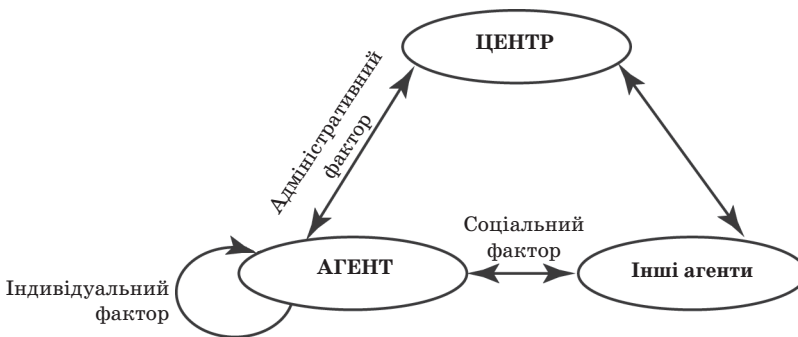 ЦЕНТР
Адміністративний
фактор
Соціальний
фактор
АГЕНТ
Інші агенти
Індивідуальний
фактор